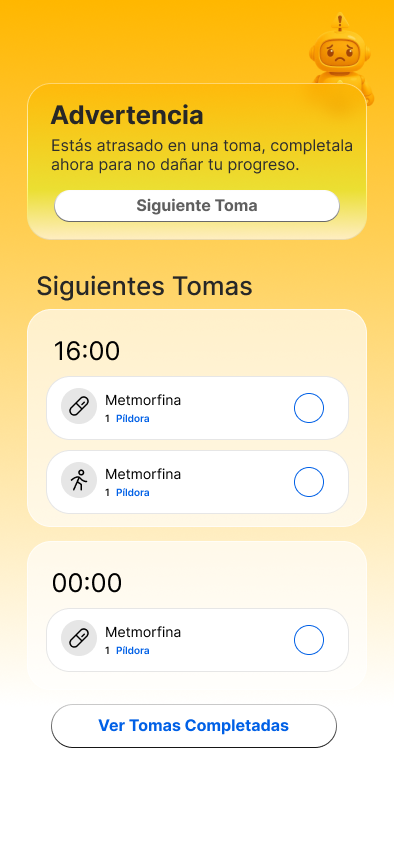 Advertencia
Estás atrasado en una toma, completala
ahora para no dañar tu progreso.
Siguiente Toma
Siguientes Tomas
16:00
Metmorfina
1 Píldora
Metmorfina
1 Píldora
00:00
Metmorfina
1 Píldora
Ver Tomas Completadas